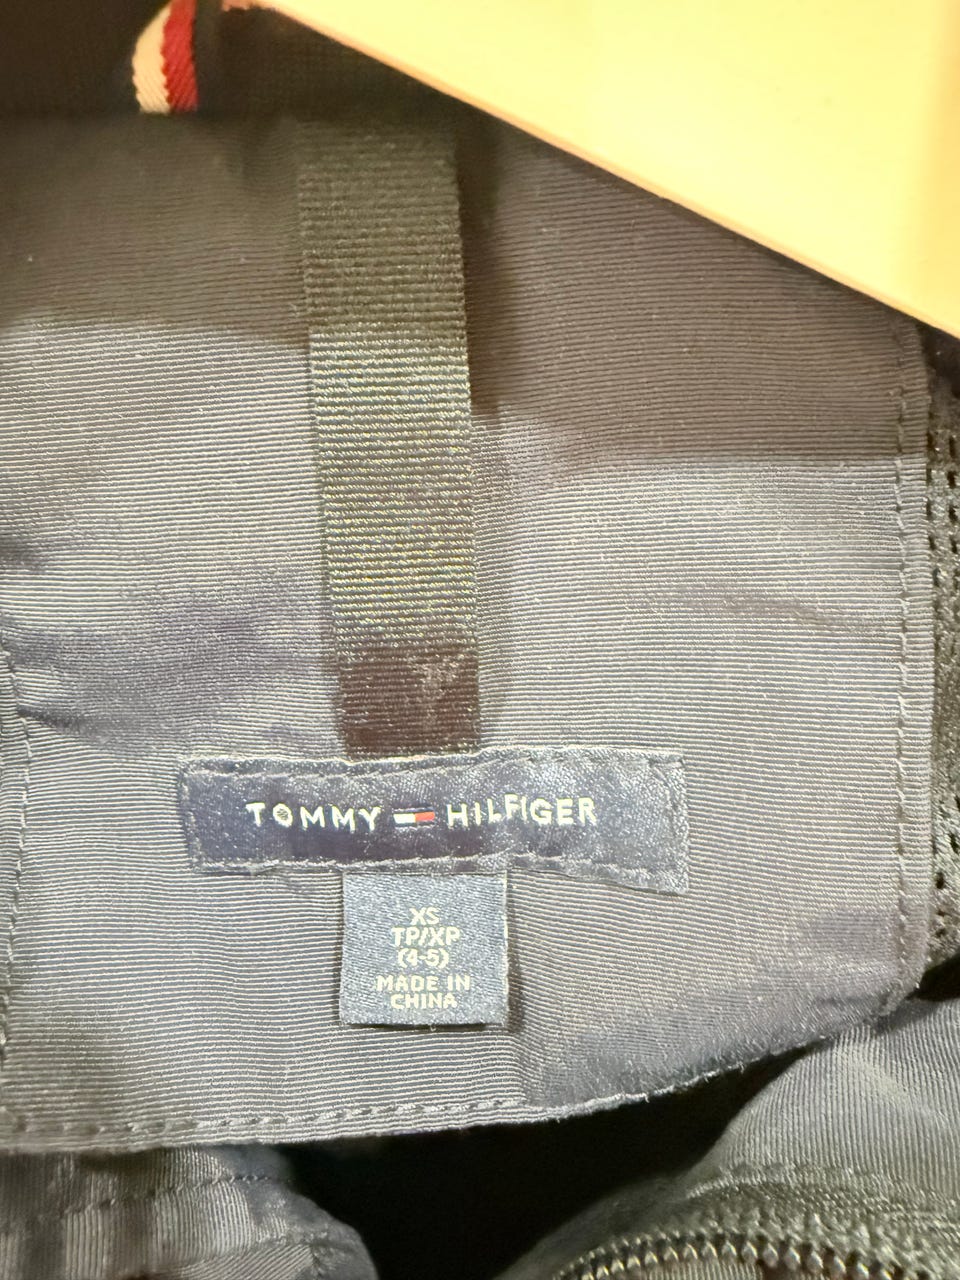 TOMMY HILFIGER
XS
TP/XP
(4-5)
MADE IN
CHINA